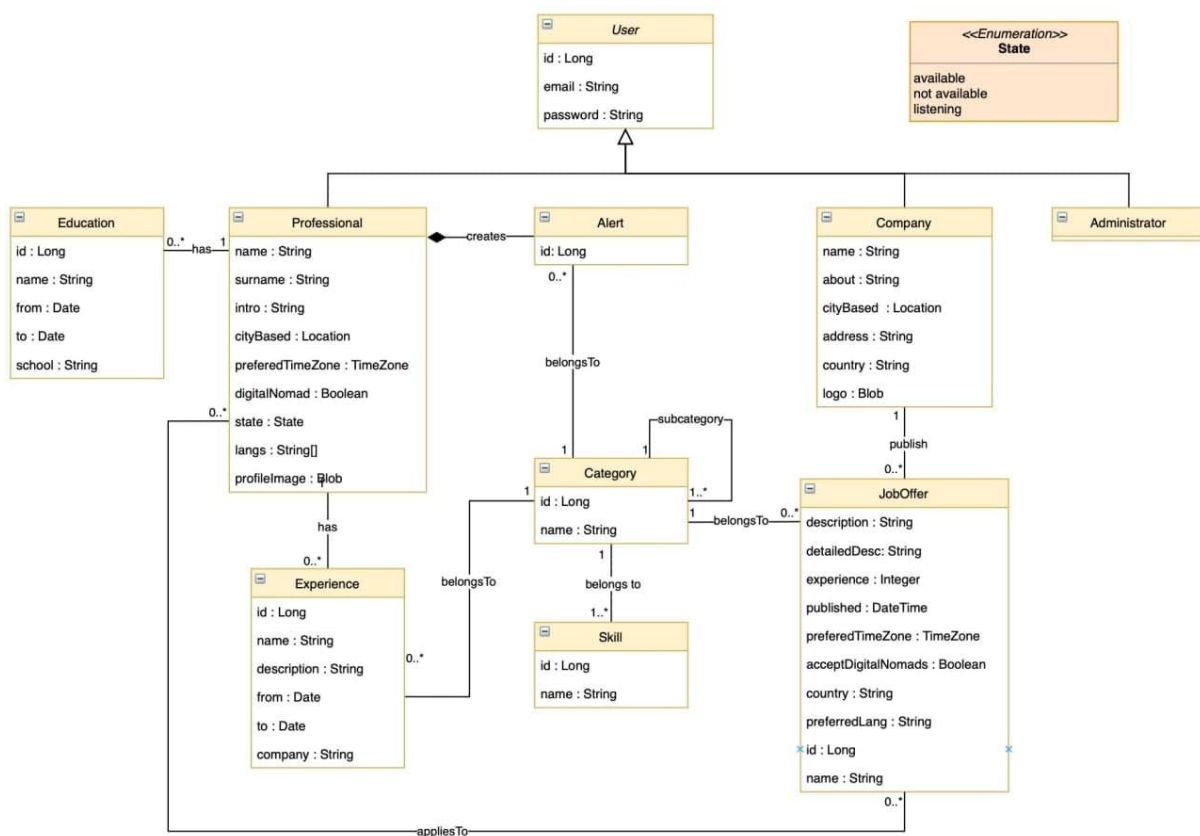 User
id : Long
email : String
password : String
<<Enumeration>>
State
available
not available
listening
Education
id : Long
name : String
from : Date
to : Date
school : String
0..*
has
1
Professional
name : String
surname : String
intro : String
cityBased : Location
preferedTimeZone : TimeZone
digitalNomad : Boolean
state : State
langs : String[]
profileImage : Blob
creates
Alert
id: Long
0..*
belongsTo
1
Company
name : String
about : String
cityBased : Location
address : String
country : String
logo : Blob
Administrator
1
publish
0..*
0..*
1
has
0..*
subcategory
1
1..*
Category
id : Long
name : String
1
belongsTo
0..*
1
belongsTo
0..*
1
belongs to
1..*
Skill
id : Long
name : String
Experience
id : Long
name : String
description : String
from : Date
to : Date
company : String
JobOffer
description : String
detailedDesc: String
experience : Integer
published : DateTime
preferedTimeZone : TimeZone
acceptDigitalNomads : Boolean
country : String
preferredLang : String
id : Long
name : String
0..*
appliesTo